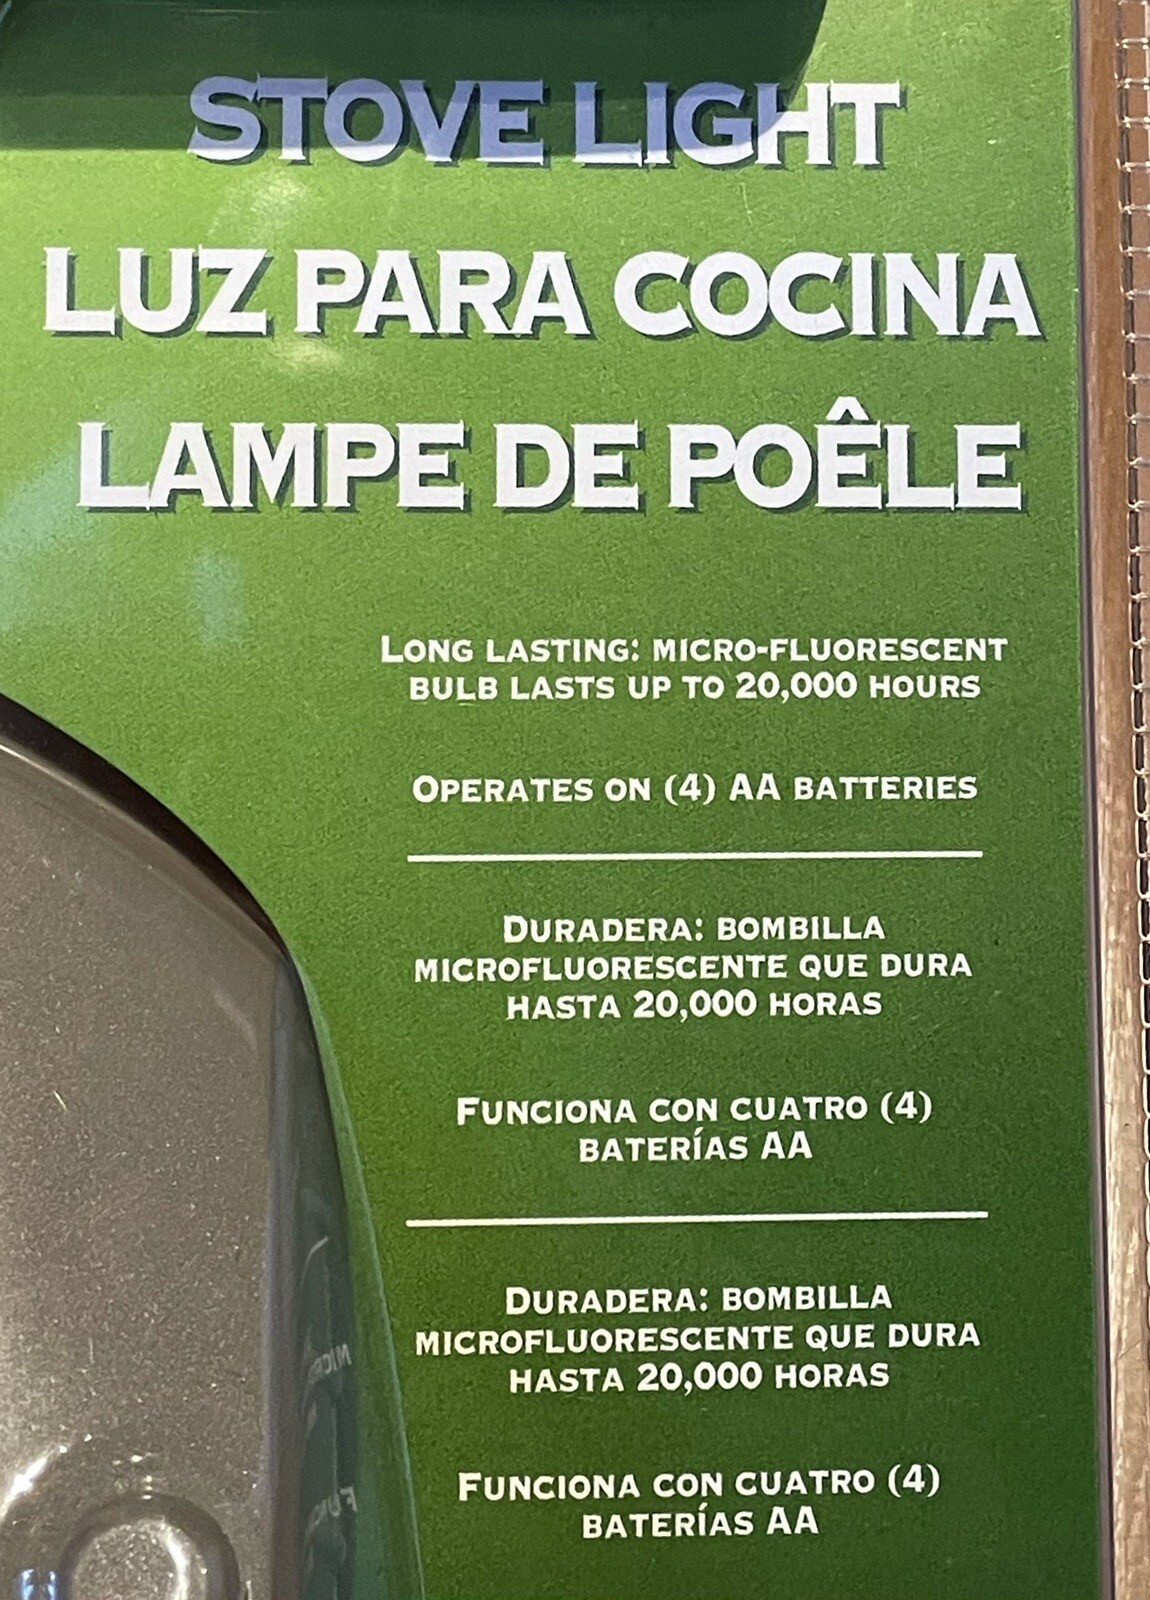 STOVE LIGHT
LUZ PARA COCINA
LAMPE DE POÊLE
LONG LASTING: MICRO-FLUORESCENT
BULB LASTS UP TO 20,000 HOURS
OPERATES ON (4) AA BATTERIES
DURADERA: BOMBILLA
MICROFLUORESCENTE QUE DURA
HASTA 20,000 HORAS
FUNCIONA CON CUATRO (4)
BATERÍAS AA
DURADERA: BOMBILLA
MICROFLUORESCENTE QUE DURA
HASTA 20,000 HORAS
FUNCIONA CON CUATRO (4)
BATERÍAS AA